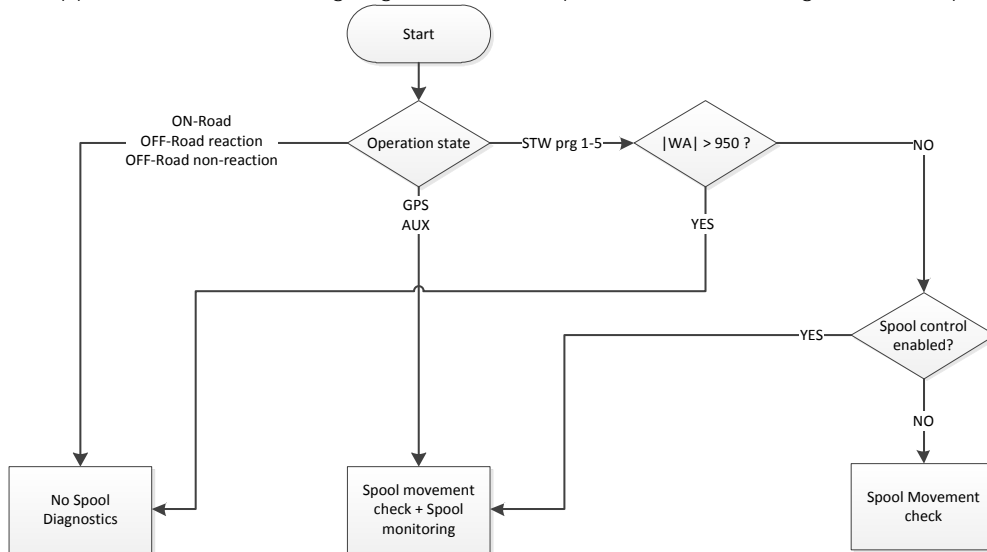 Start
ON-Road
OFF-Road reaction
OFF-Road non-reaction
Operation state
STW prg 1-5
|WA| > 950 ?
NO
GPS
AUX
YES
Spool control
enabled?
YES
NO
No Spool
Diagnostics
Spool movement
check + Spool
monitoring
Spool Movement
check